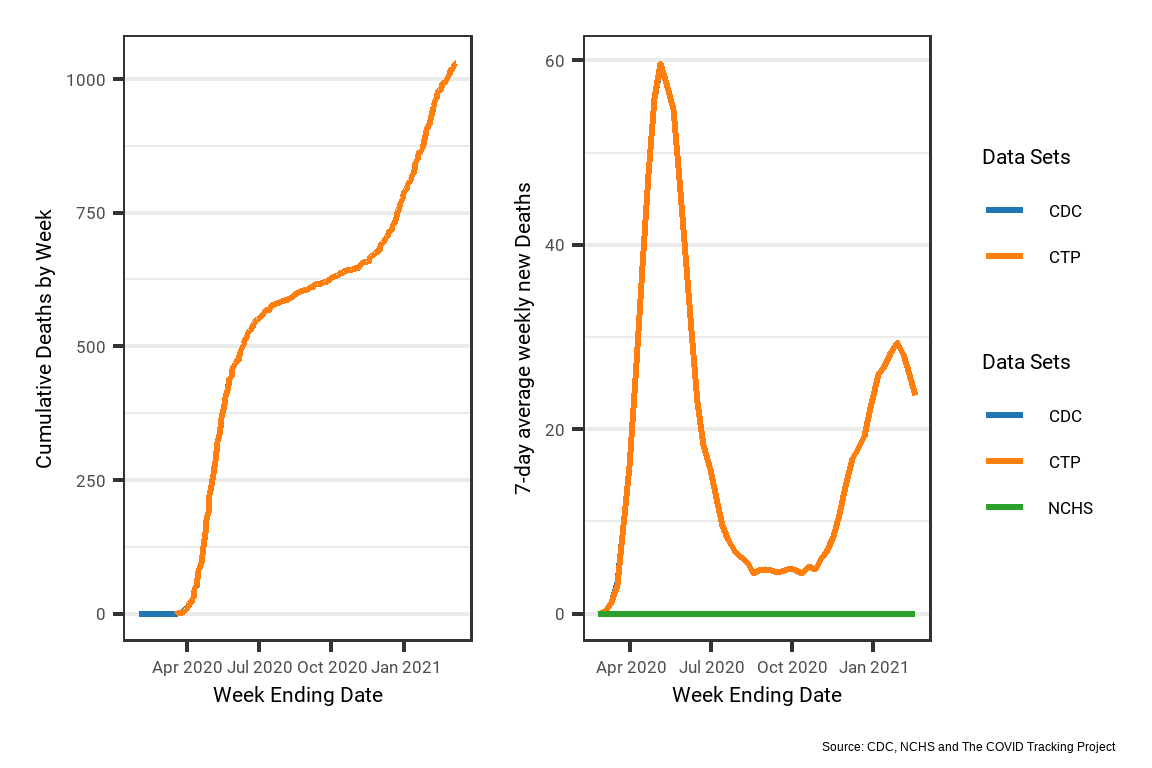 Cumulative Deaths by Week
1000
750
500
250
0
Apr 2020 Jul 2020 Oct 2020 Jan 2021
Week Ending Date
7-day average weekly new Deaths
60
40
20
0
Apr 2020 Jul 2020 Oct 2020 Jan 2021
Week Ending Date
Data Sets
CDC
CTP
Data Sets
CDC
CTP
NCHS
Source: CDC, NCHS and The COVID Tracking Project